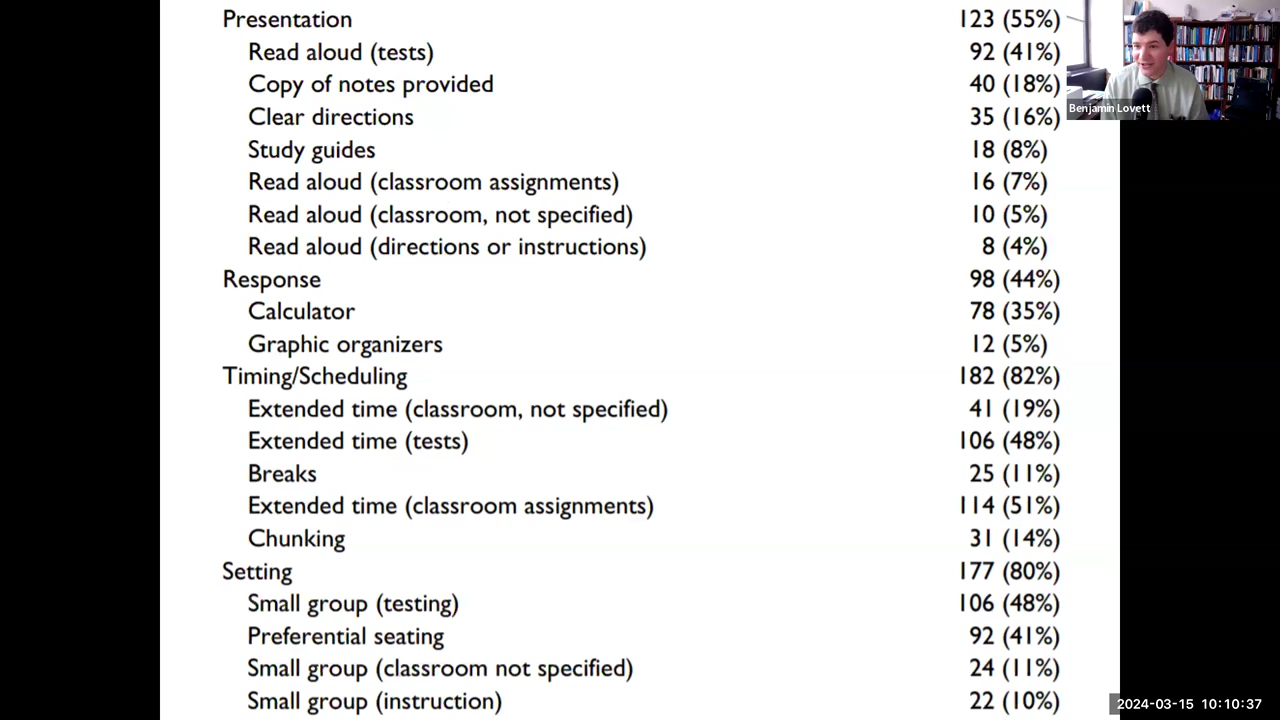 Presentation 123 (55%)
Read aloud (tests) 92 (41%)
Copy of notes provided 40 (18%)
Clear directions 35 (16%)
Study guides 18 (8%)
Read aloud (classroom assignments) 16 (7%)
Read aloud (classroom, not specified) 10 (5%)
Read aloud (directions or instructions) 8 (4%)
Response 98 (44%)
Calculator 78 (35%)
Graphic organizers 12 (5%)
Timing/Scheduling 182 (82%)
Extended time (classroom, not specified) 41 (19%)
Extended time (tests) 106 (48%)
Breaks 25 (11%)
Extended time (classroom assignments) 114 (51%)
Chunking 31 (14%)
Setting 177 (80%)
Small group (testing) 106 (48%)
Preferential seating 92 (41%)
Small group (classroom not specified) 24 (11%)
Small group (instruction) 22 (10%)
Benjamin Lovett
2024-03-15 10:10:37